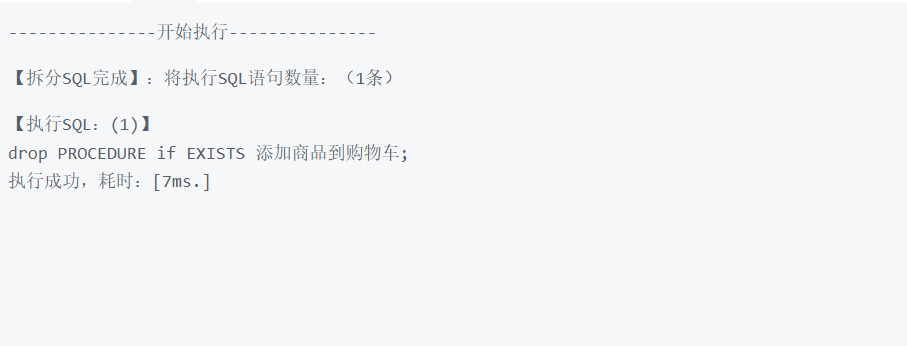 ---------------开始执行---------------
【拆分SQL完成】：将执行SQL语句数量：（1条）
【执行SQL：(1)】
drop PROCEDURE if EXISTS 添加商品到购物车;
执行成功，耗时：[7ms.]